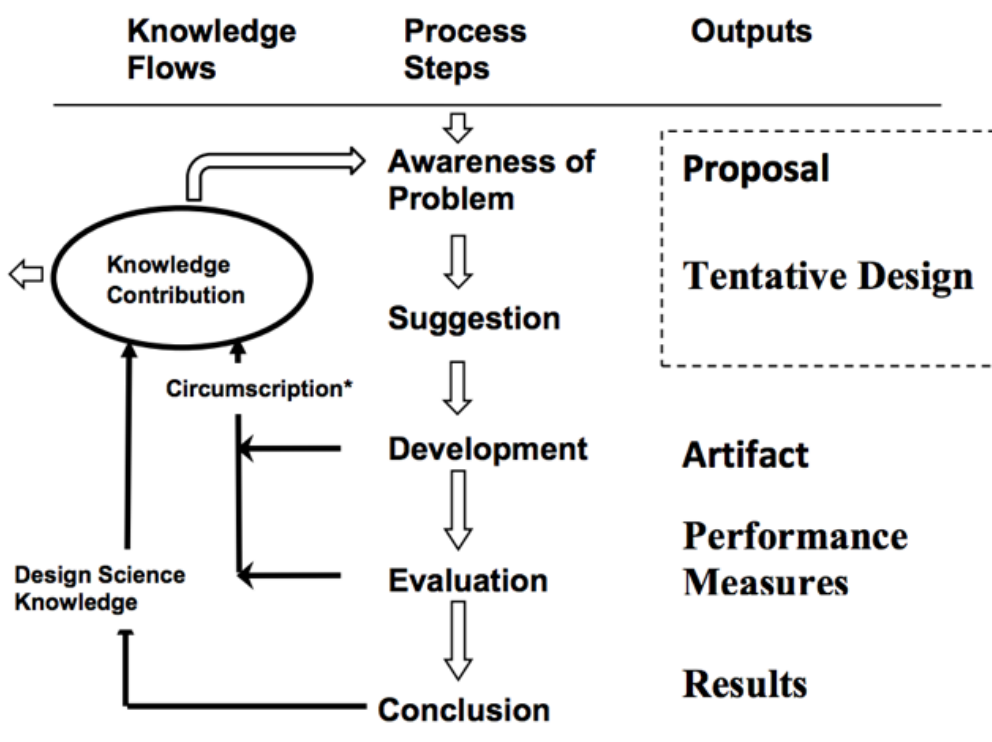 Knowledge
Flows
Process
Steps
Outputs
Awareness of
Problem
Proposal
Knowledge
Contribution
Tentative Design
Suggestion
Circumscription*
Development
Artifact
Performance
Measures
Design Science
Knowledge
Evaluation
Conclusion
Results